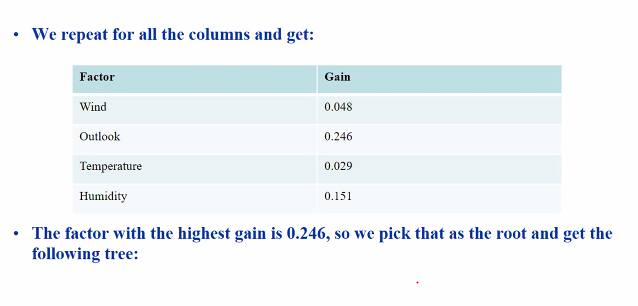 • We repeat for all the columns and get:
Factor Gain
Wind 0.048
Outlook 0.246
Temperature 0.029
Humidity 0.151
• The factor with the highest gain is 0.246, so we pick that as the root and get the
following tree: